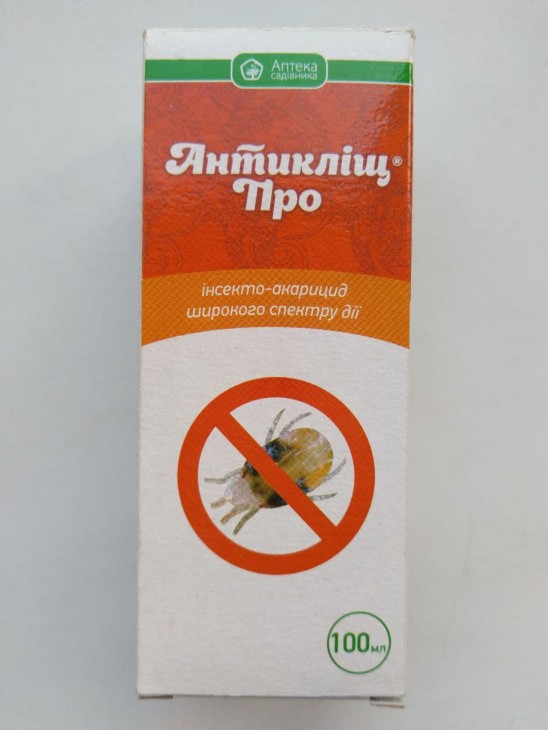 Аптека
садівника
Антикліщ®
Про
інсекто-акарицид
широкого спектру дії
100мл